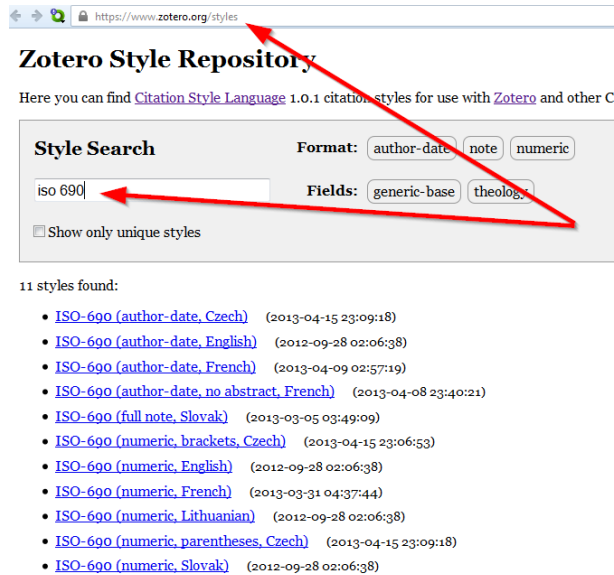 https://www.zotero.org/styles
Zotero Style Repository
Here you can find Citation Style Language 1.0.1 citation styles for use with Zotero and other C
Style Search Format: author-date note numeric
iso 690 Fields: generic-base theology
Show only unique styles
11 styles found:
• ISO-690 (author-date, Czech) (2013-04-15 23:09:18)
• ISO-690 (author-date, English) (2012-09-28 02:06:38)
• ISO-690 (author-date, French) (2013-04-09 02:57:19)
• ISO-690 (author-date, no abstract, French) (2013-04-08 23:40:21)
• ISO-690 (full note, Slovak) (2013-03-05 03:49:09)
• ISO-690 (numeric, brackets, Czech) (2013-04-15 23:06:53)
• ISO-690 (numeric, English) (2012-09-28 02:06:38)
• ISO-690 (numeric, French) (2013-03-31 04:37:44)
• ISO-690 (numeric, Lithuanian) (2012-09-28 02:06:38)
• ISO-690 (numeric, parentheses, Czech) (2013-04-15 23:09:18)
• ISO-690 (numeric, Slovak) (2012-09-28 02:06:38)